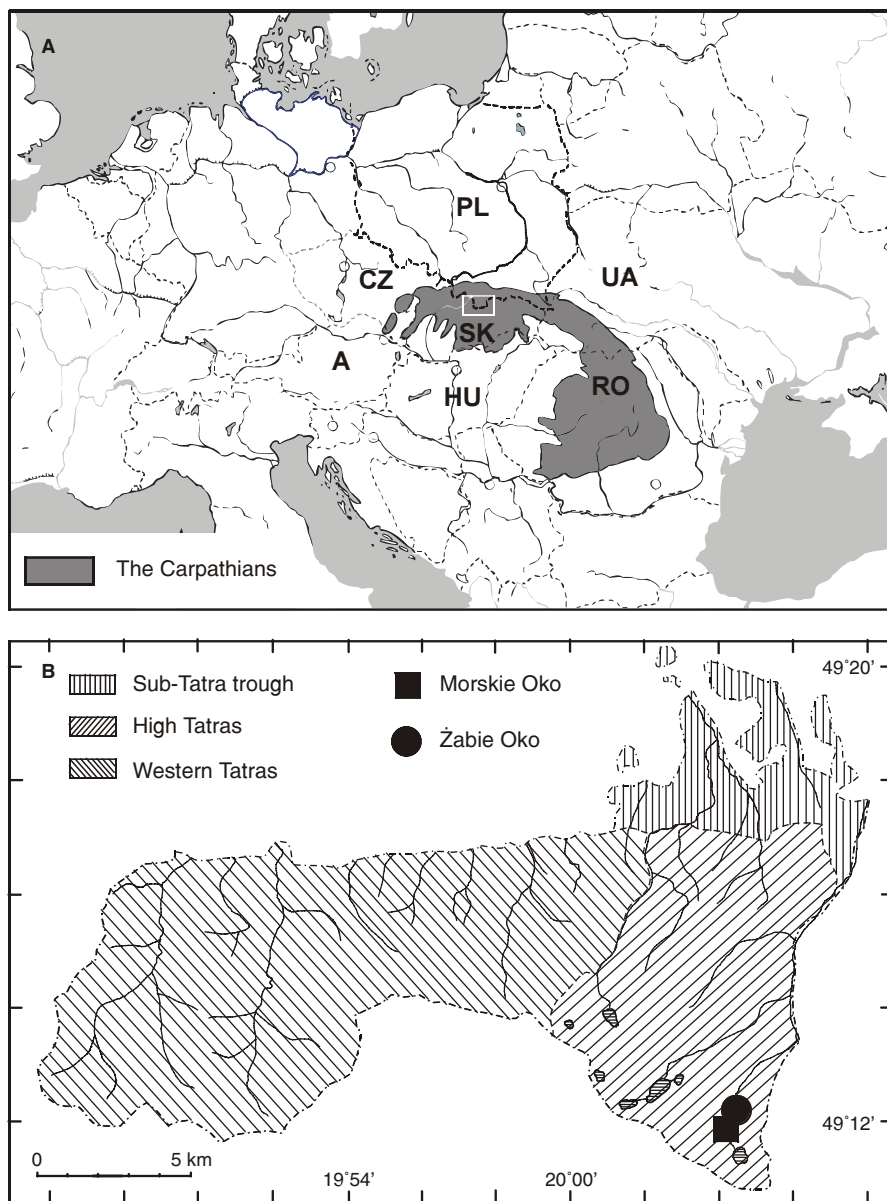 A
PL
CZ
UA
SK
A
HU
RO
The Carpathians
B
Sub-Tatra trough
Morskie Oko
49°20'
High Tatras
Żabie Oko
Western Tatras
49°12'
0 5 km
19°54'
20°00'